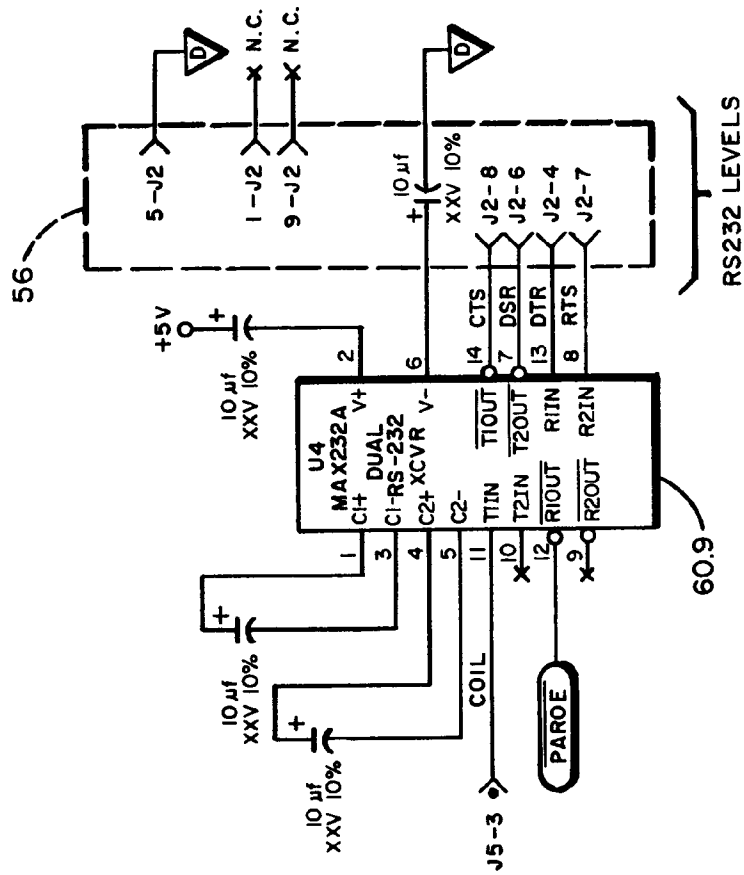 56
5-J2
D
1-J2
N.C.
9-J2
N.C.
+5V
+
10 µf
XXV 10%
+
10 µf
XXV 10%
D
2
6
14
CTS
J2-8
7
DSR
J2-6
13
DTR
J2-4
8
RTS
J2-7
RS232 LEVELS
U4
MAX232A
DUAL
RS-232
XCVR
C1+
C1-
C2+
C2-
T1IN
T2IN
R1OUT
R2OUT
V+
V-
T1OUT
T2OUT
R1IN
R2IN
1
3
4
5
11
10
12
9
+
10 µf
XXV 10%
+
10 µf
XXV 10%
COIL
J5-3
PAROE
60.9